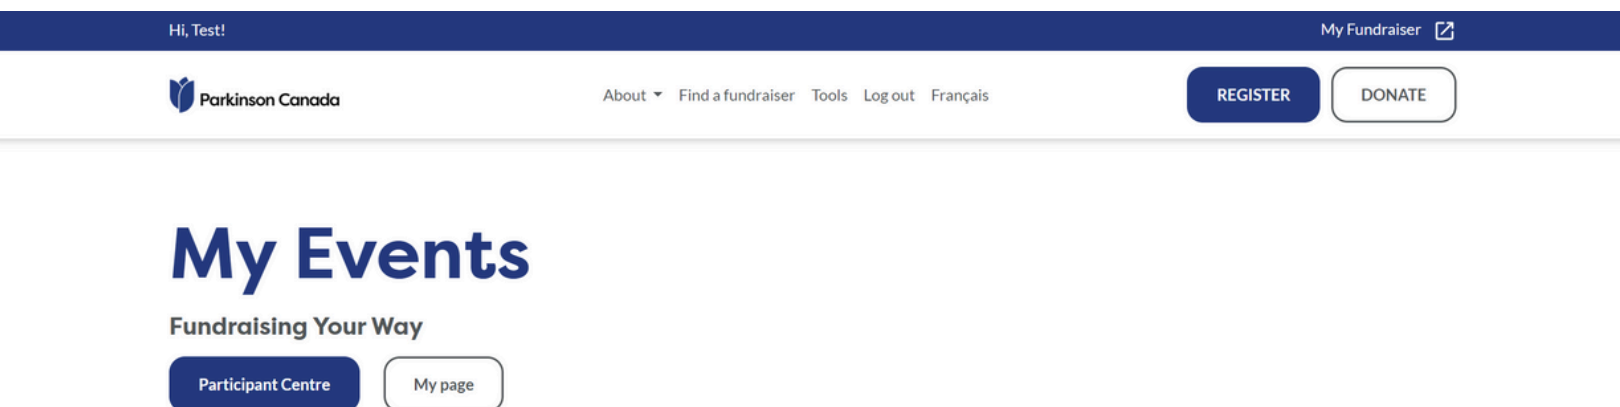 Hi, Test!
My Fundraiser
Parkinson Canada
About
Find a fundraiser
Tools
Log out
Français
REGISTER
DONATE
My Events
Fundraising Your Way
Participant Centre
My page